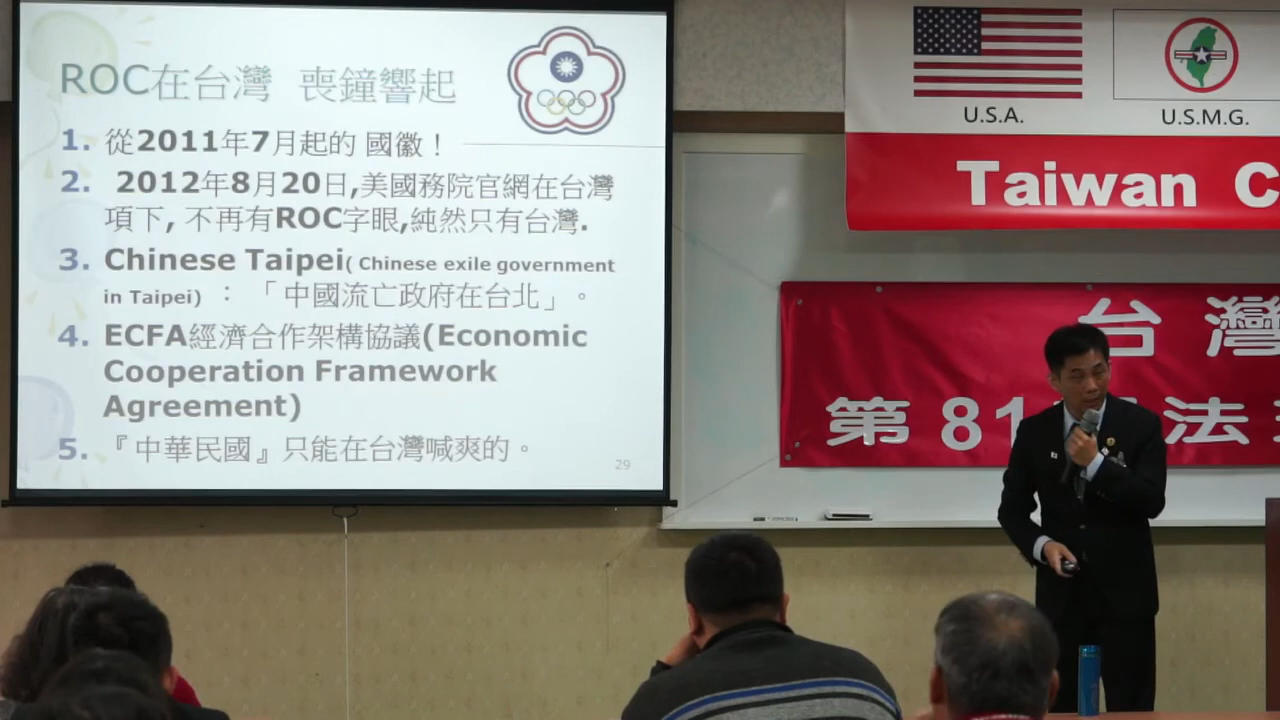 ROC在台灣 喪鐘響起
1. 從2011年7月起的 國徽！
2. 2012年8月20日,美國務院官網在台灣
項下, 不再有ROC字眼,純然只有台灣.
3. Chinese Taipei( Chinese exile government
in Taipei) ：「中國流亡政府在台北」。
4. ECFA經濟合作架構協議(Economic
Cooperation Framework
Agreement)
5. 『中華民國』只能在台灣喊爽的。
29
U.S.A.
U.S.M.G.
Taiwan C
台 灣
第 81 法